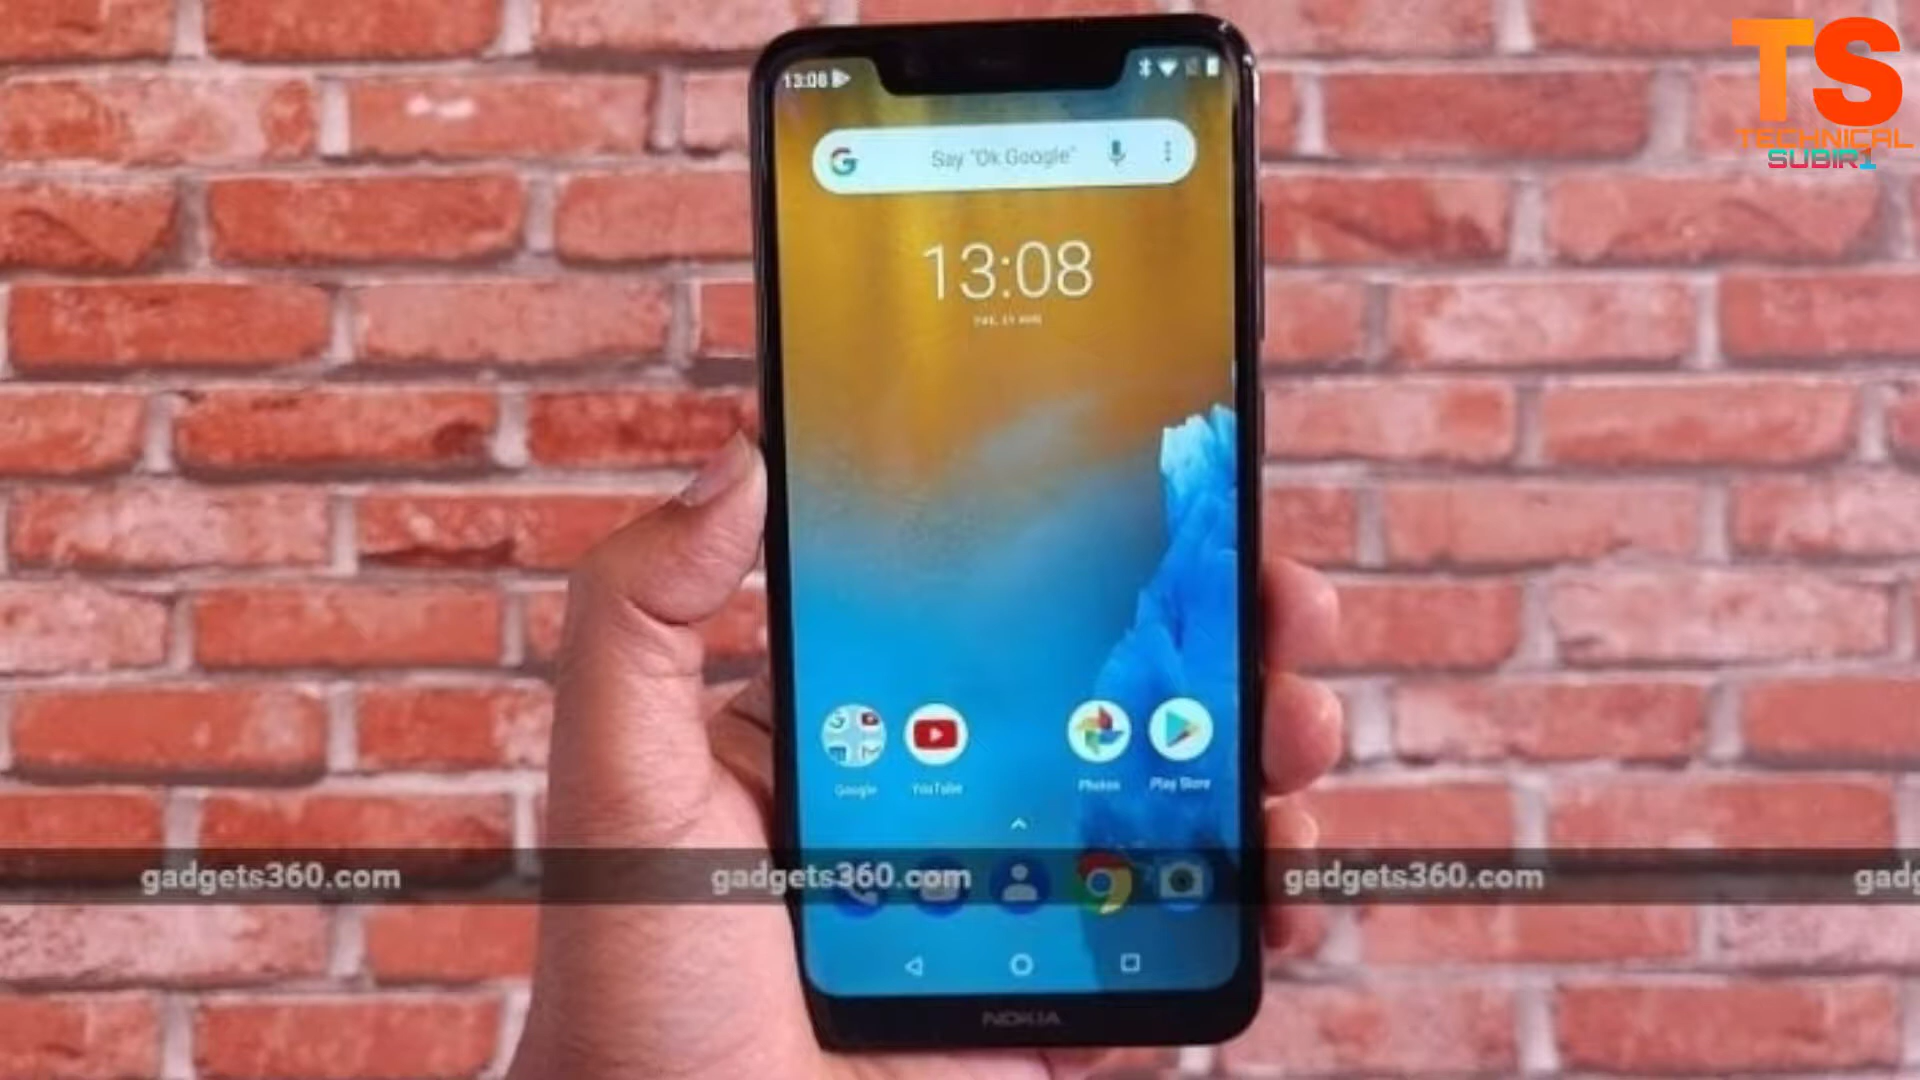 TS
TECHNICAL
SUBIR1
13:08
Say "Ok Google"
13:08
Google YouTube Photos Play Store
gadgets360.com gadgets360.com gadgets360.com gadg
NOKIA